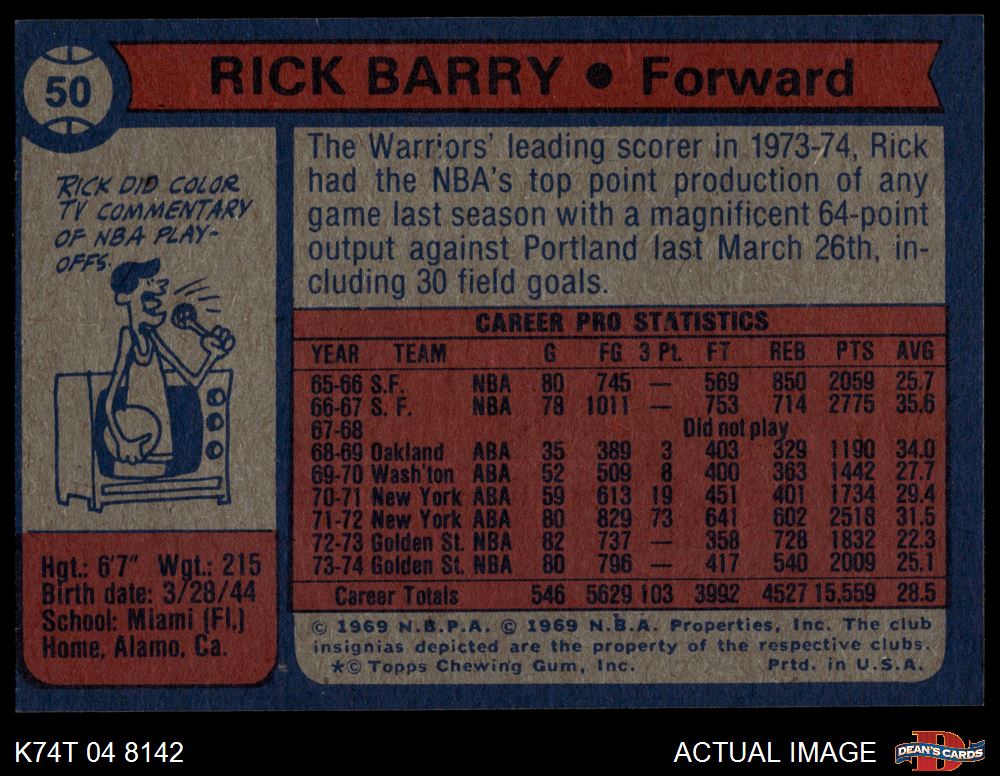 50
RICK BARRY ● Forward
RICK DID COLOR
TV COMMENTARY
OF NBA PLAY-
OFFS.
The Warriors' leading scorer in 1973-74, Rick
had the NBA's top point production of any
game last season with a magnificent 64-point
output against Portland last March 26th, in-
cluding 30 field goals.
CAREER PRO STATISTICS
YEAR TEAM G FG 3 Pt. FT REB PTS AVG
65-66 S.F. NBA 80 745 — 569 850 2059 25.7
66-67 S. F. NBA 78 1011 — 753 714 2775 35.6
67-68 Did not play
68-69 Oakland ABA 35 389 3 403 329 1190 34.0
69-70 Wash'ton ABA 52 509 8 400 363 1442 27.7
70-71 New York ABA 59 613 19 451 401 1734 29.4
71-72 New York ABA 80 829 73 641 602 2518 31.5
72-73 Golden St. NBA 82 737 — 358 728 1832 22.3
73-74 Golden St. NBA 80 796 — 417 540 2009 25.1
Career Totals 546 5629 103 3992 4527 15,559 28.5
Hgt.: 6'7" Wgt.: 215
Birth date: 3/28/44
School: Miami (Fl.)
Home, Alamo, Ca.
© 1969 N.B.P.A. © 1969 N.B.A. Properties, Inc. The club
insignias depicted are the property of the respective clubs.
*© Topps Chewing Gum, Inc. Prtd. in U.S.A.
K74T 04 8142
ACTUAL IMAGE
D
DEAN'S CARDS